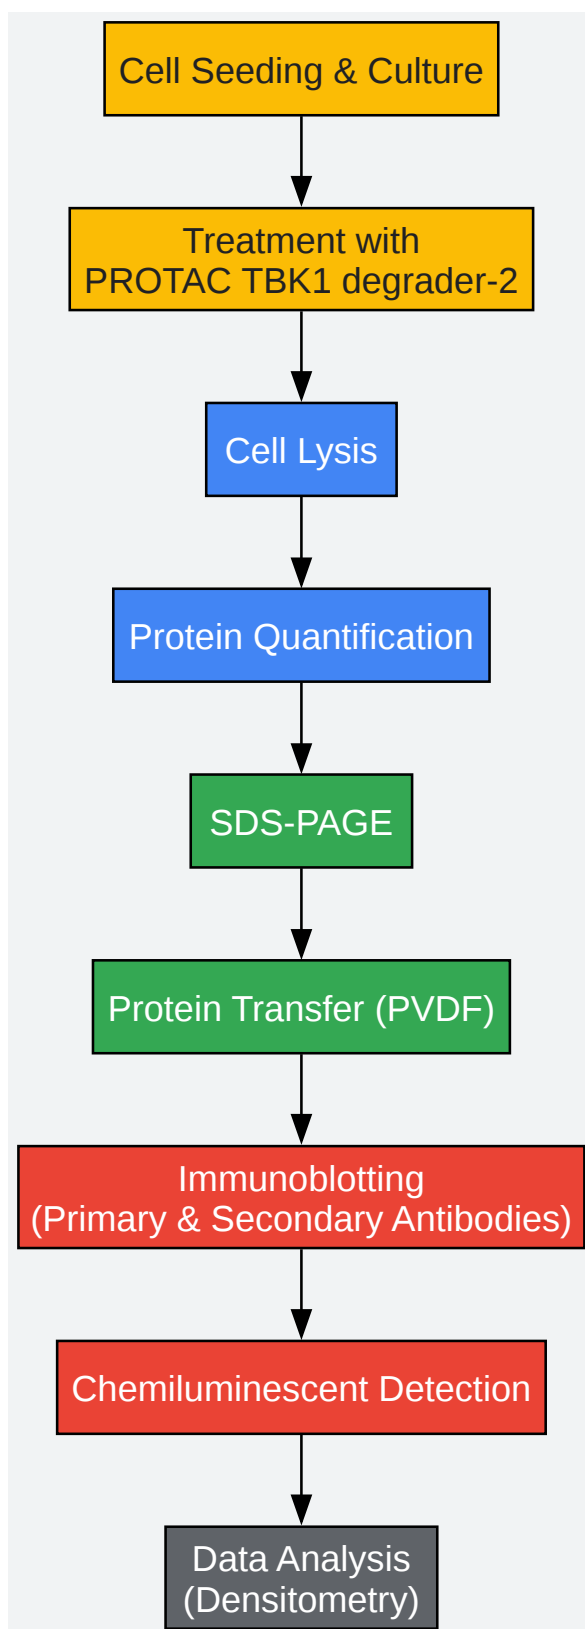 Cell Seeding & Culture
Treatment with
PROTAC TBK1 degrader-2
Cell Lysis
Protein Quantification
SDS-PAGE
Protein Transfer (PVDF)
Immunoblotting
(Primary & Secondary Antibodies)
Chemiluminescent Detection
Data Analysis
(Densitometry)